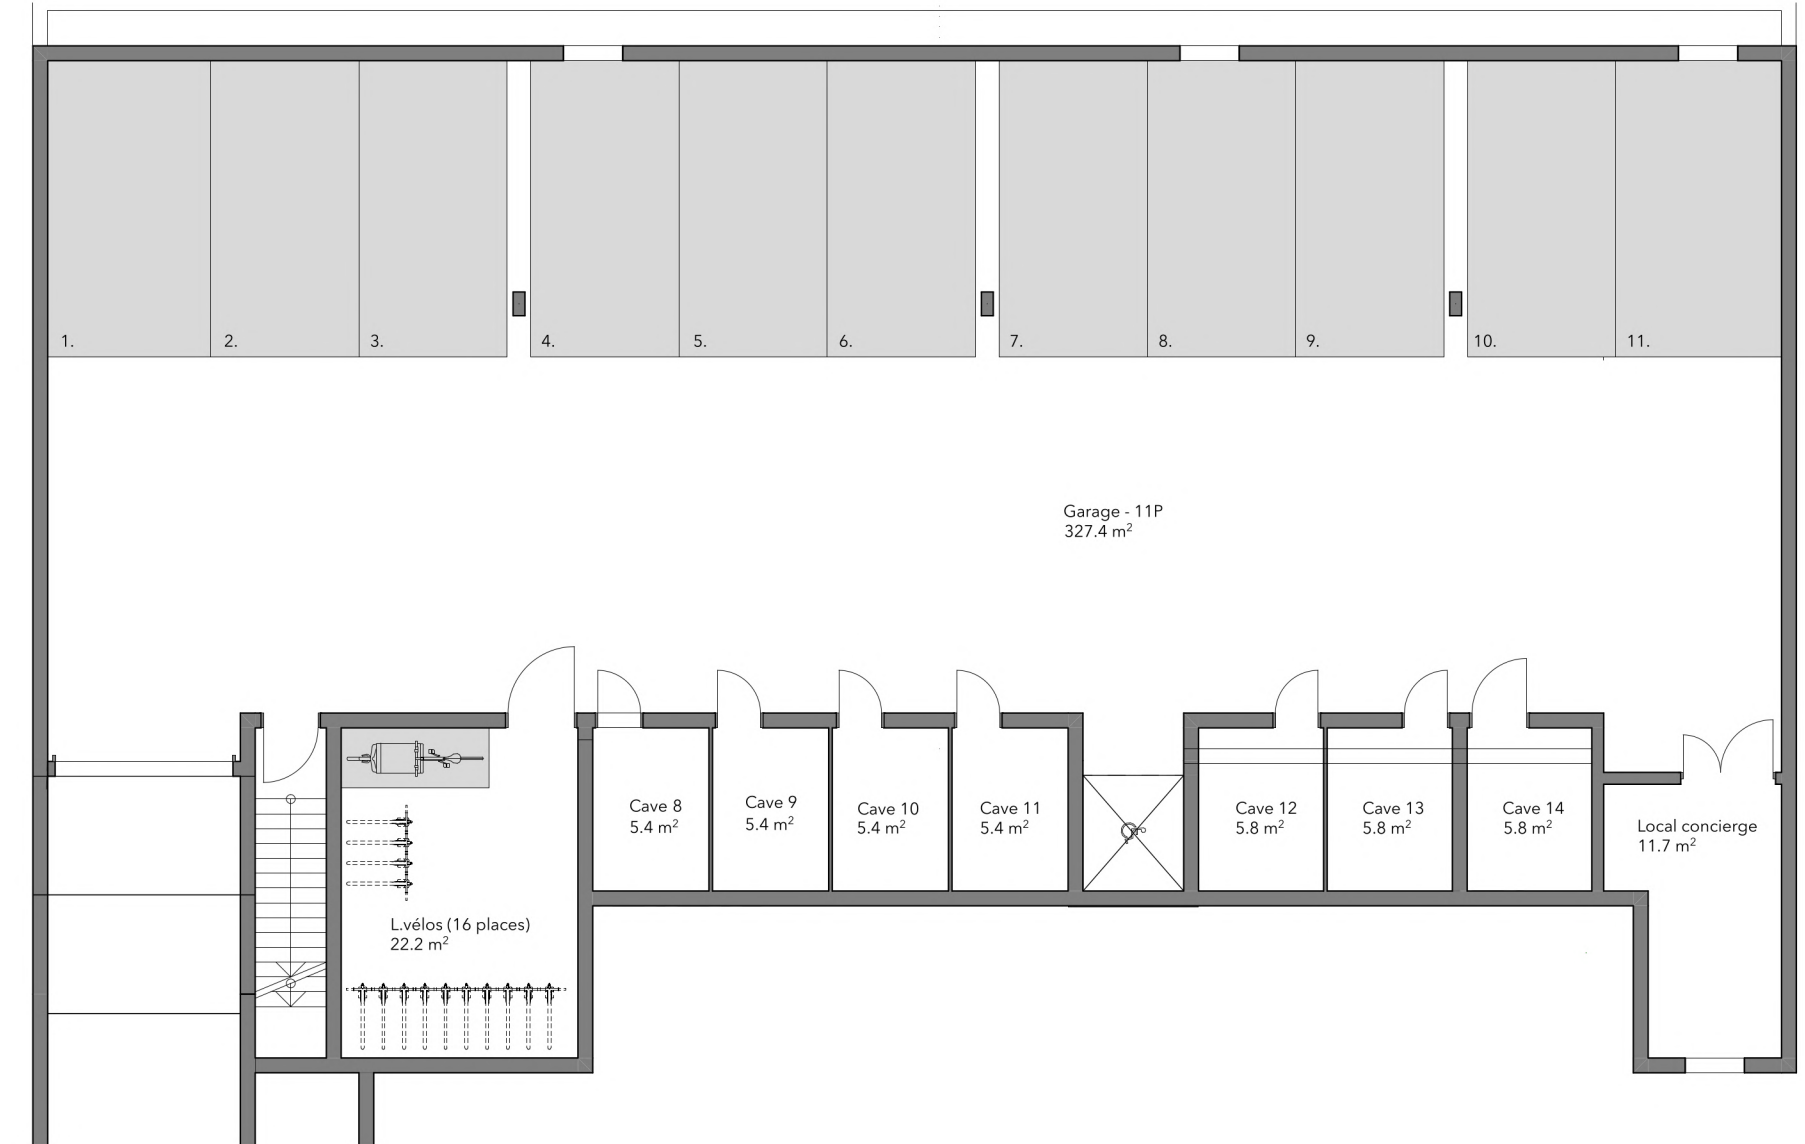 1.
2.
3.
4.
5.
6.
7.
8.
9.
10.
11.
Garage - 11P
327.4 m²
Cave 8
5.4 m²
Cave 9
5.4 m²
Cave 10
5.4 m²
Cave 11
5.4 m²
Cave 12
5.8 m²
Cave 13
5.8 m²
Cave 14
5.8 m²
Local concierge
11.7 m²
L.vélos (16 places)
22.2 m²